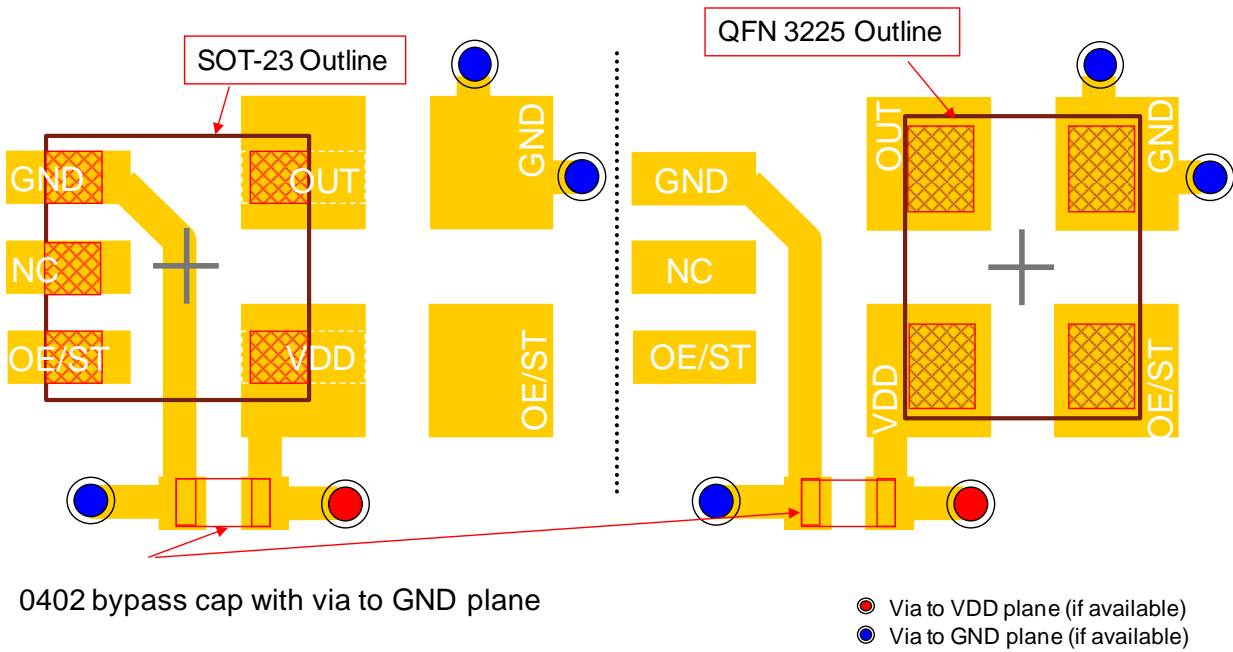 SOT-23 Outline
QFN 3225 Outline
GND
OUT
GND
NC
OE/ST
VDD
OE/ST
GND
OUT
GND
NC
OE/ST
VDD
OE/ST
0402 bypass cap with via to GND plane
Via to VDD plane (if available)
Via to GND plane (if available)